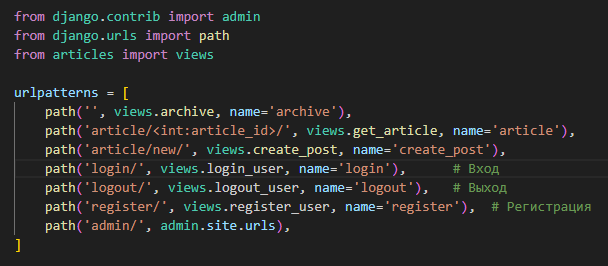 from django.contrib import admin
from django.urls import path
from articles import views

urlpatterns = [
    path('', views.archive, name='archive'),
    path('article/<int:article_id>/', views.get_article, name='article'),
    path('article/new/', views.create_post, name='create_post'),
    path('login/', views.login_user, name='login'),      # Вход
    path('logout/', views.logout_user, name='logout'),   # Выход
    path('register/', views.register_user, name='register'),  # Регистрация
    path('admin/', admin.site.urls),
]